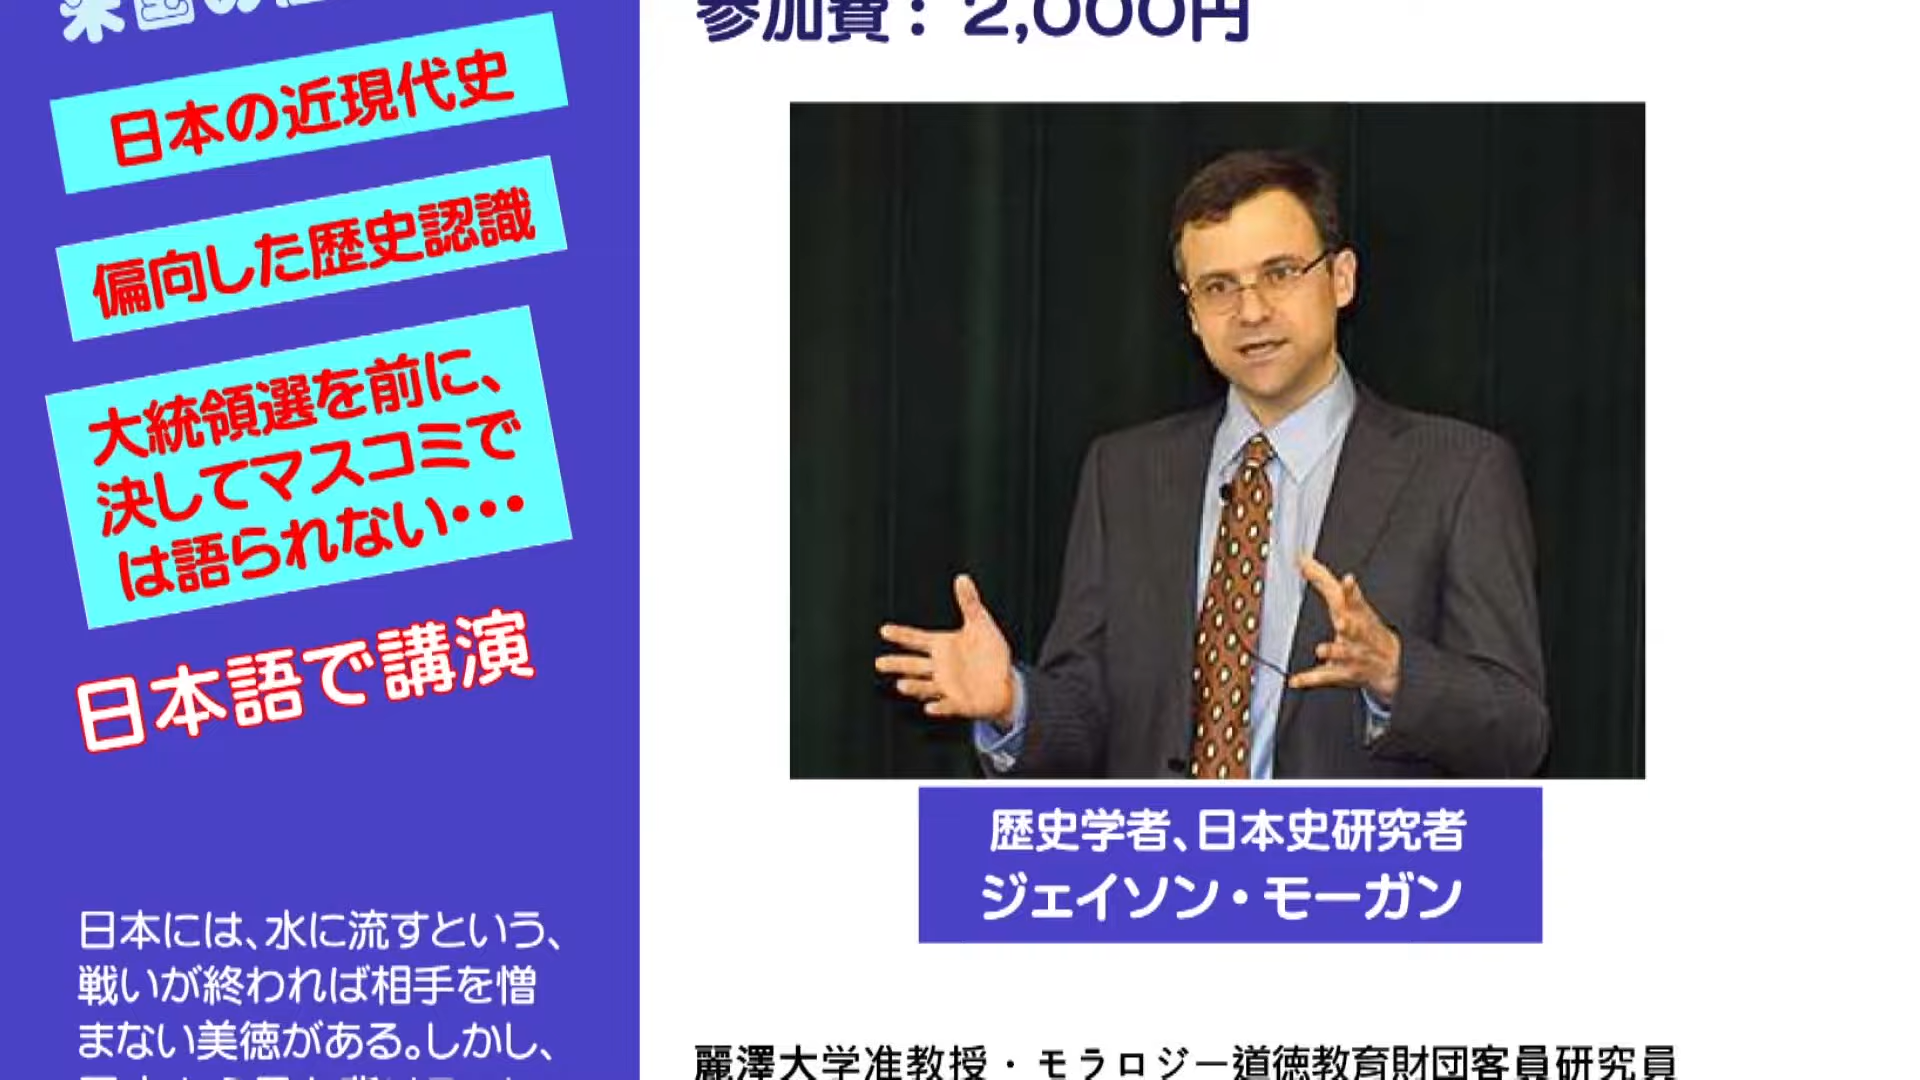 日本の近現代史
偏向した歴史認識
大統領選を前に、
決してマスコミで
は語られない・・・
日本語で講演
日本には、水に流すという、
戦いが終われば相手を憎
まない美徳がある。しかし、
参加費：2,000円
歴史学者、日本史研究者
ジェイソン・モーガン
麗澤大学准教授・モラロジー道徳教育財団客員研究員